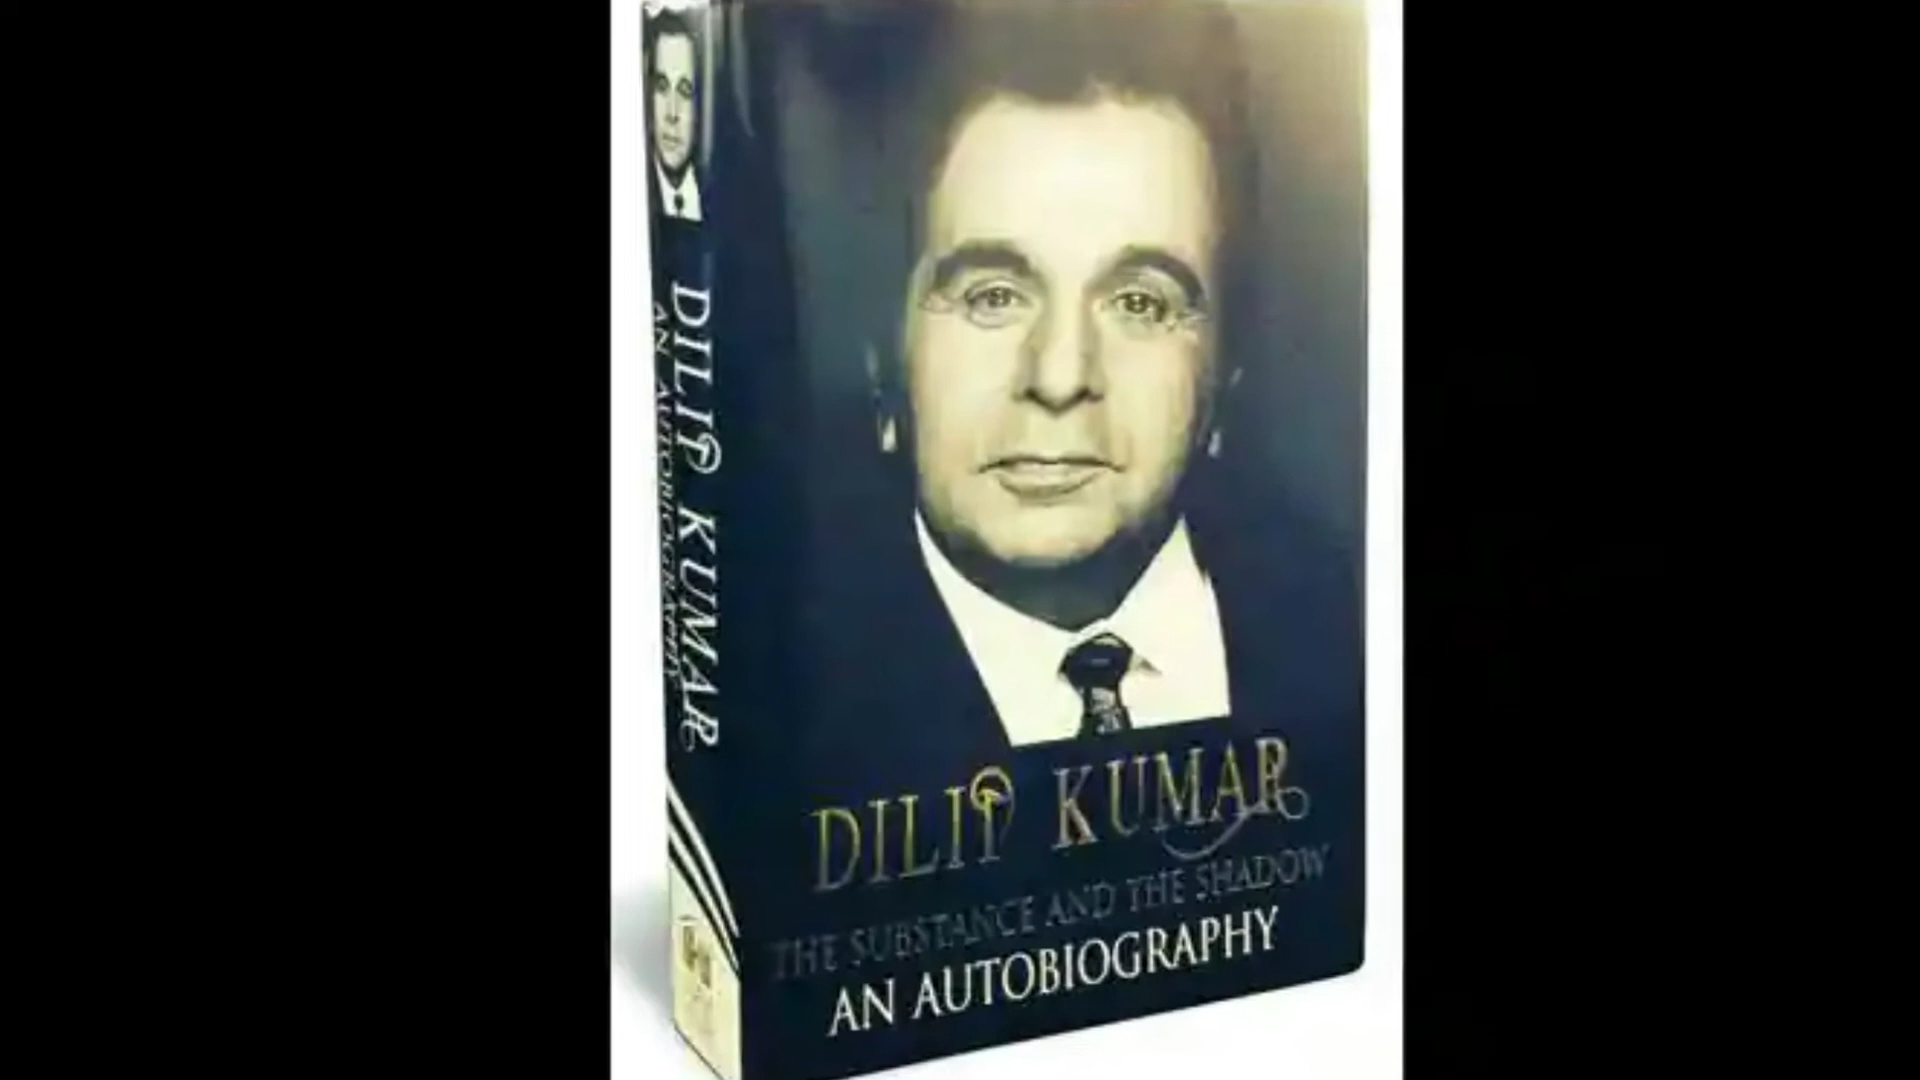 DILIP KUMAR
AN AUTOBIOGRAPHY
DILIP KUMAR
THE SUBSTANCE AND THE SHADOW
AN AUTOBIOGRAPHY